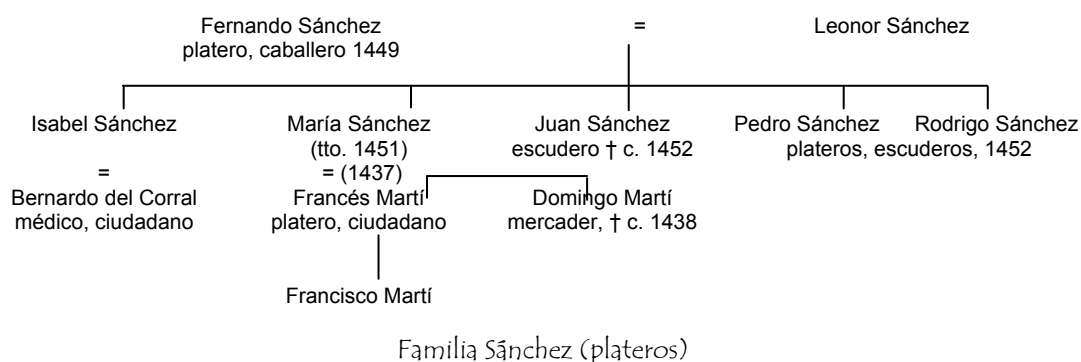 Fernando Sánchez = Leonor Sánchez
platero, caballero 1449
Isabel Sánchez María Sánchez Juan Sánchez Pedro Sánchez Rodrigo Sánchez
(tto. 1451) escudero † c. 1452 plateros, escuderos, 1452
= = (1437)
Bernardo del Corral Francés Martí Domingo Martí
médico, ciudadano platero, ciudadano mercader, † c. 1438
Francisco Martí
Familia Sánchez (plateros)